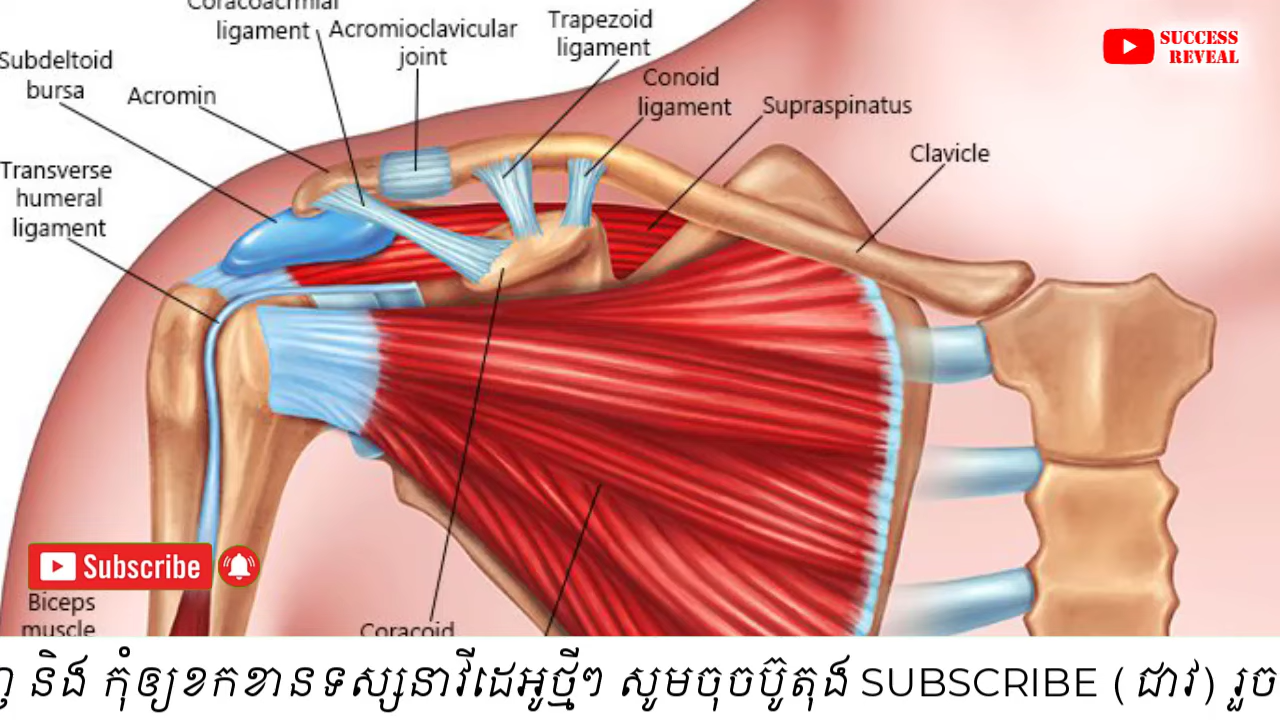 Coracoacrmial
ligament
Acromioclavicular
joint
Trapezoid
ligament
Subdeltoid
bursa
Acromin
Conoid
ligament
Supraspinatus
Clavicle
Transverse
humeral
ligament
SUCCESS
REVEAL
Subscribe
Biceps
muscle
Coracoid
និង កុំឲ្យខកខានទស្សនាវីដេអូថ្មីៗ សូមចុចប៊ូតុង SUBSCRIBE ( ជាវ ) រួច